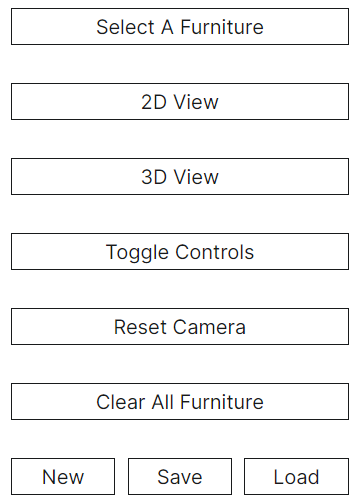 Select A Furniture
2D View
3D View
Toggle Controls
Reset Camera
Clear All Furniture
New Save Load